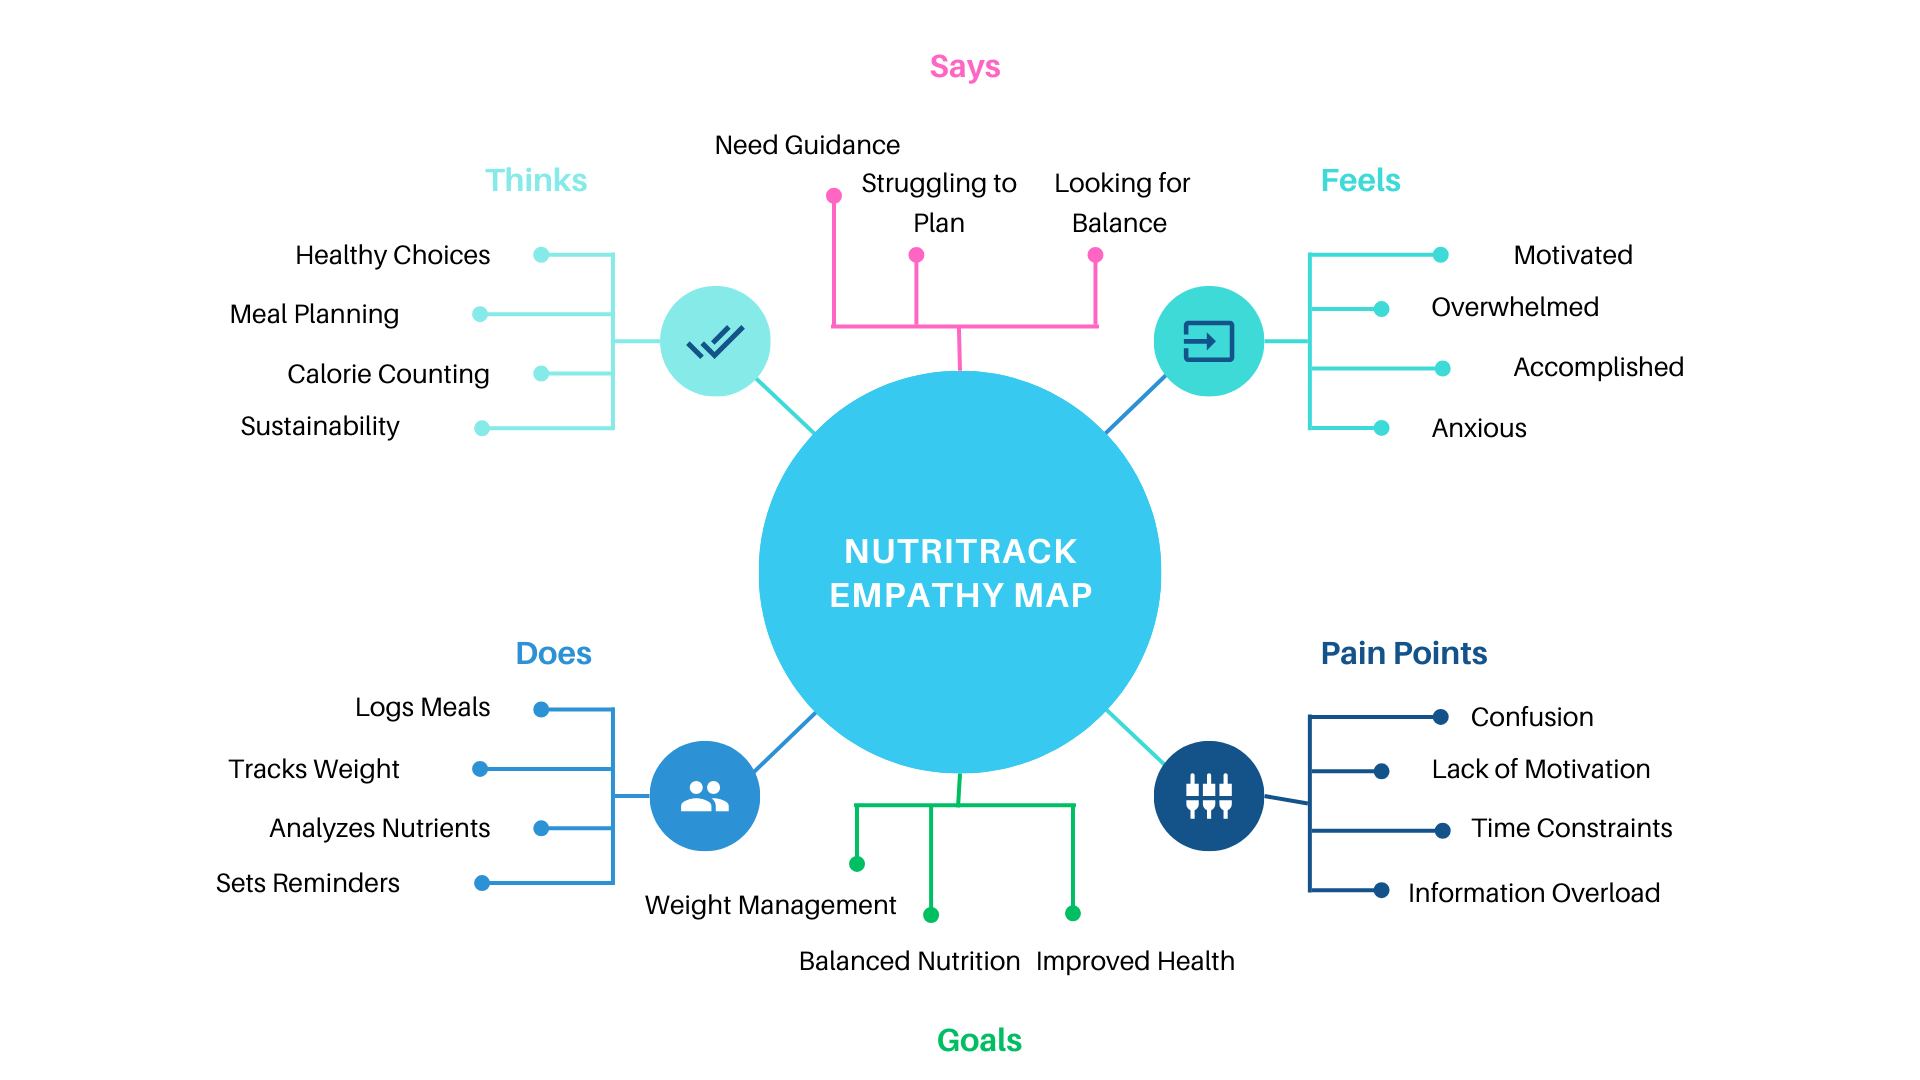 Says
Need Guidance
Struggling to
Plan
Looking for
Balance
Thinks
Healthy Choices
Meal Planning
Calorie Counting
Sustainability
Feels
Motivated
Overwhelmed
Accomplished
Anxious
NUTRITRACK
EMPATHY MAP
Does
Logs Meals
Tracks Weight
Analyzes Nutrients
Sets Reminders
Pain Points
Confusion
Lack of Motivation
Time Constraints
Information Overload
Weight Management
Balanced Nutrition
Improved Health
Goals